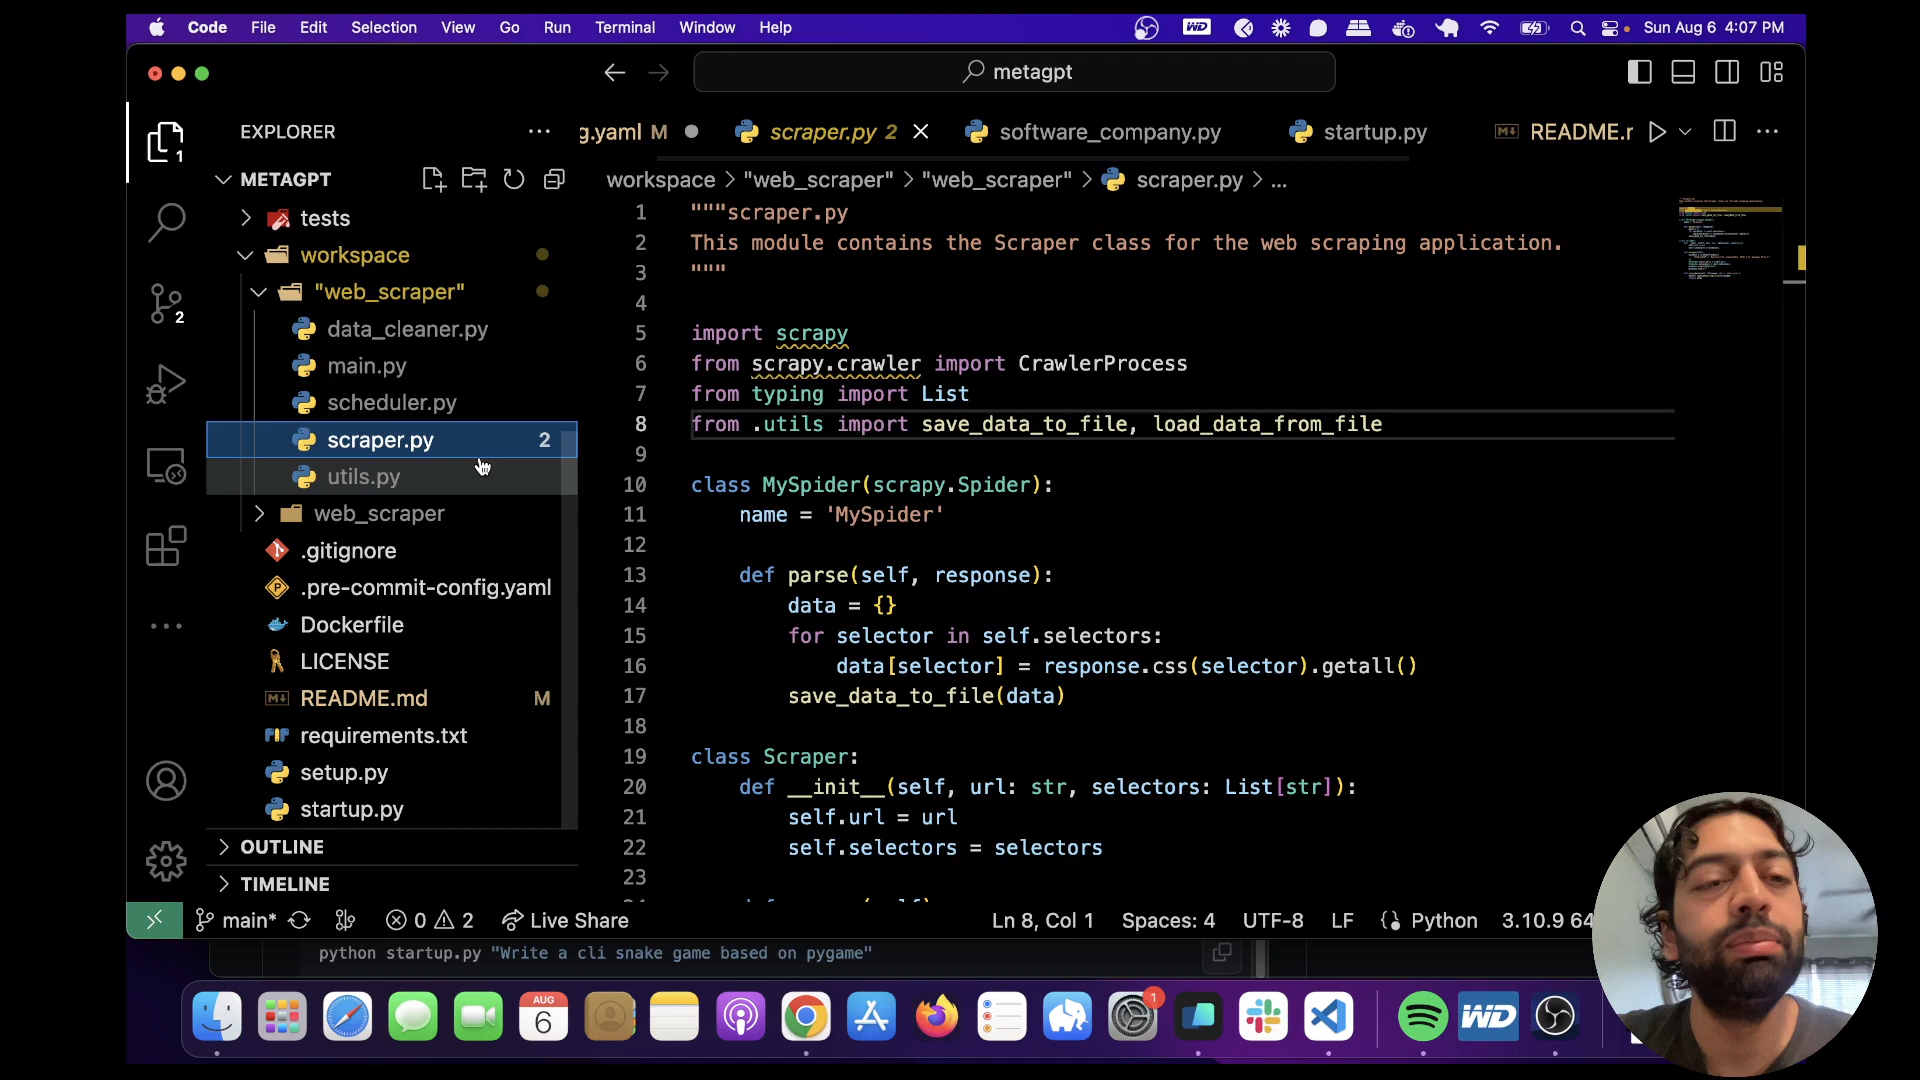 Code File Edit Selection View Go Run Terminal Window Help
WD
Sun Aug 6 4:07 PM
metagpt
EXPLORER
g.yaml M
scraper.py 2
software_company.py
startup.py
README.r
METAGPT
workspace > "web_scraper" > "web_scraper" > scraper.py > ...
tests
workspace
"web_scraper"
data_cleaner.py
main.py
scheduler.py
scraper.py 2
utils.py
web_scraper
.gitignore
.pre-commit-config.yaml
Dockerfile
LICENSE
README.md M
requirements.txt
setup.py
startup.py
OUTLINE
TIMELINE
1
2
1 """scraper.py
2 This module contains the Scraper class for the web scraping application.
3 """
4
5 import scrapy
6 from scrapy.crawler import CrawlerProcess
7 from typing import List
8 from .utils import save_data_to_file, load_data_from_file
9
10 class MySpider(scrapy.Spider):
11 name = 'MySpider'
12
13 def parse(self, response):
14 data = {}
15 for selector in self.selectors:
16 data[selector] = response.css(selector).getall()
17 save_data_to_file(data)
18
19 class Scraper:
20 def __init__(self, url: str, selectors: List[str]):
21 self.url = url
22 self.selectors = selectors
23
main* 0 2 Live Share
Ln 8, Col 1 Spaces: 4 UTF-8 LF Python 3.10.9 64
python startup.py "Write a cli snake game based on pygame"
AUG
6
1
WD